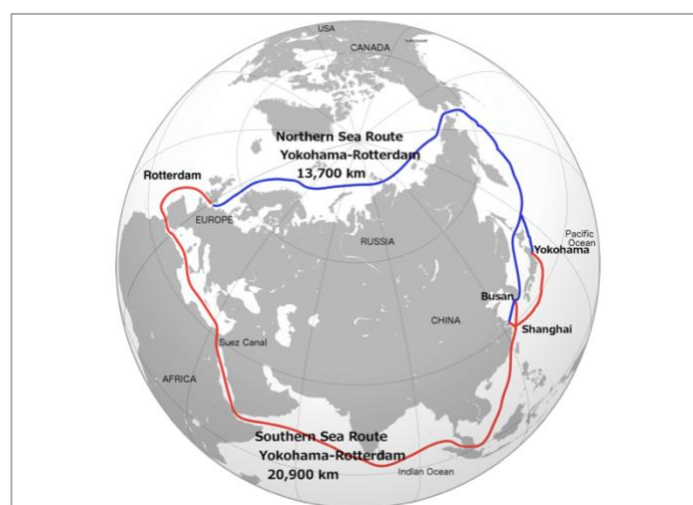 USA
CANADA
Northern Sea Route
Yokohama-Rotterdam
13,700 km
Rotterdam
EUROPE
RUSSIA
Pacific
Ocean
Yokohama
Busan
CHINA
Shanghai
Suez Canal
AFRICA
Southern Sea Route
Yokohama-Rotterdam
20,900 km
Indian Ocean